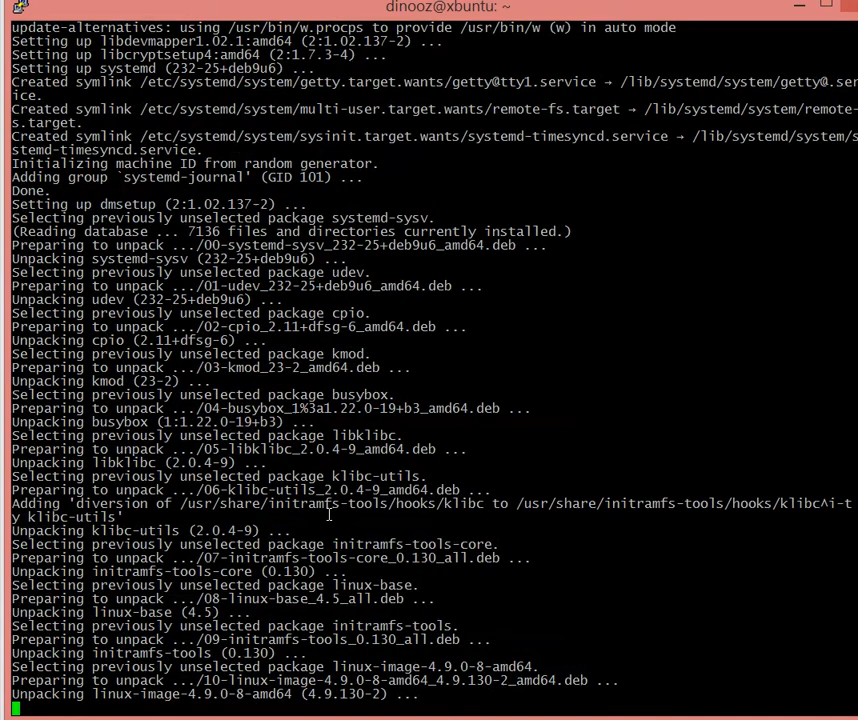 dinooz@xbuntu: ~
update-alternatives: using /usr/bin/w.procps to provide /usr/bin/w (w) in auto mode
Setting up libdevmapper1.02.1:amd64 (2:1.02.137-2) ...
Setting up libcryptsetup4:amd64 (2:1.7.3-4) ...
Setting up systemd (232-25+deb9u6) ...
Created symlink /etc/systemd/system/getty.target.wants/getty@tty1.service → /lib/systemd/system/getty@.ser
ice.
Created symlink /etc/systemd/system/multi-user.target.wants/remote-fs.target → /lib/systemd/system/remote-
s.target.
Created symlink /etc/systemd/system/sysinit.target.wants/systemd-timesyncd.service → /lib/systemd/system/s
stemd-timesyncd.service.
Initializing machine ID from random generator.
Adding group `systemd-journal' (GID 101) ...
Done.
Setting up dmsetup (2:1.02.137-2) ...
Selecting previously unselected package systemd-sysv.
(Reading database ... 7136 files and directories currently installed.)
Preparing to unpack .../00-systemd-sysv_232-25+deb9u6_amd64.deb ...
Unpacking systemd-sysv (232-25+deb9u6) ...
Selecting previously unselected package udev.
Preparing to unpack .../01-udev_232-25+deb9u6_amd64.deb ...
Unpacking udev (232-25+deb9u6) ...
Selecting previously unselected package cpio.
Preparing to unpack .../02-cpio_2.11+dfsg-6_amd64.deb ...
Unpacking cpio (2.11+dfsg-6) ...
Selecting previously unselected package kmod.
Preparing to unpack .../03-kmod_23-2_amd64.deb ...
Unpacking kmod (23-2) ...
Selecting previously unselected package busybox.
Preparing to unpack .../04-busybox_1%3a1.22.0-19+b3_amd64.deb ...
Unpacking busybox (1:1.22.0-19+b3) ...
Selecting previously unselected package libklibc.
Preparing to unpack .../05-libklibc_2.0.4-9_amd64.deb ...
Unpacking libklibc (2.0.4-9) ...
Selecting previously unselected package klibc-utils.
Preparing to unpack .../06-klibc-utils_2.0.4-9_amd64.deb ...
Adding 'diversion of /usr/share/initramfs-tools/hooks/klibc to /usr/share/initramfs-tools/hooks/klibc^i-t
y klibc-utils'
Unpacking klibc-utils (2.0.4-9) ...
Selecting previously unselected package initramfs-tools-core.
Preparing to unpack .../07-initramfs-tools-core_0.130_all.deb ...
Unpacking initramfs-tools-core (0.130) ...
Selecting previously unselected package linux-base.
Preparing to unpack .../08-linux-base_4.5_all.deb ...
Unpacking linux-base (4.5) ...
Selecting previously unselected package initramfs-tools.
Preparing to unpack .../09-initramfs-tools_0.130_all.deb ...
Unpacking initramfs-tools (0.130) ...
Selecting previously unselected package linux-image-4.9.0-8-amd64.
Preparing to unpack .../10-linux-image-4.9.0-8-amd64_4.9.130-2_amd64.deb ...
Unpacking linux-image-4.9.0-8-amd64 (4.9.130-2) ...